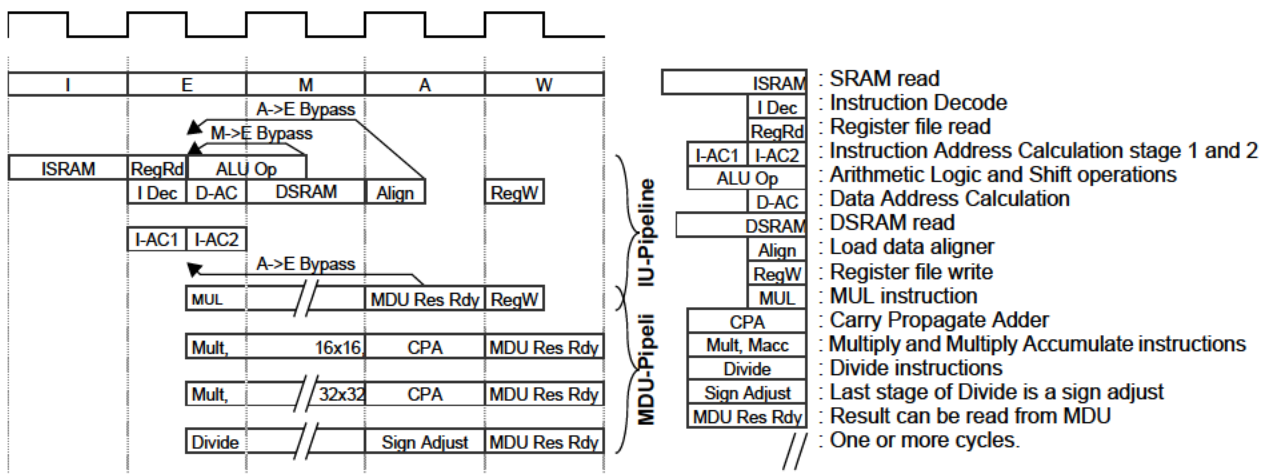 I E M A W
A->E Bypass
M->E Bypass
ISRAM RegRd ALU Op
I Dec D-AC DSRAM Align RegW
I-AC1 I-AC2
A->E Bypass
MUL MDU Res Rdy RegW
Mult, 16x16, CPA MDU Res Rdy
Mult, 32x32 CPA MDU Res Rdy
Divide Sign Adjust MDU Res Rdy
IU-Pipeline
MDU-Pipeli
ISRAM : SRAM read
I Dec : Instruction Decode
RegRd : Register file read
I-AC1 I-AC2 : Instruction Address Calculation stage 1 and 2
ALU Op : Arithmetic Logic and Shift operations
D-AC : Data Address Calculation
DSRAM : DSRAM read
Align : Load data aligner
RegW : Register file write
MUL : MUL instruction
CPA : Carry Propagate Adder
Mult, Macc : Multiply and Multiply Accumulate instructions
Divide : Divide instructions
Sign Adjust : Last stage of Divide is a sign adjust
MDU Res Rdy : Result can be read from MDU
: One or more cycles.